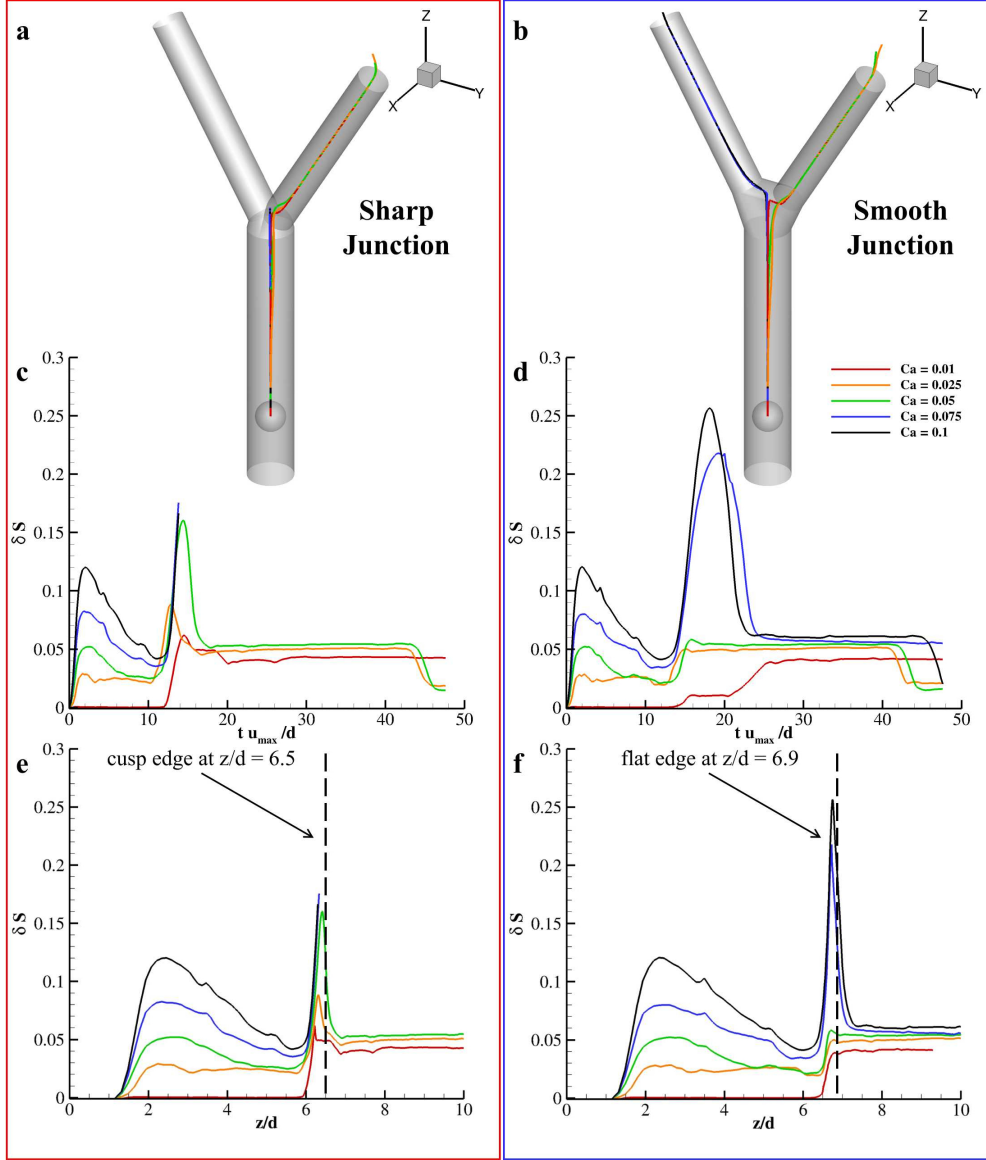 a
Z
Y
X
Sharp
Junction
b
Z
Y
X
Smooth
Junction
c
0.3
0.25
0.2
0.15
0.1
0.05
0
δ S
0 10 20 30 40 50
t u_max /d
d
0.3
0.25
0.2
0.15
0.1
0.05
0
δ S
0 10 20 30 40 50
t u_max /d
Ca = 0.01
Ca = 0.025
Ca = 0.05
Ca = 0.075
Ca = 0.1
e
cusp edge at z/d = 6.5
0.3
0.25
0.2
0.15
0.1
0.05
0
δ S
0 2 4 6 8 10
z/d
f
flat edge at z/d = 6.9
0.3
0.25
0.2
0.15
0.1
0.05
0
δ S
0 2 4 6 8 10
z/d